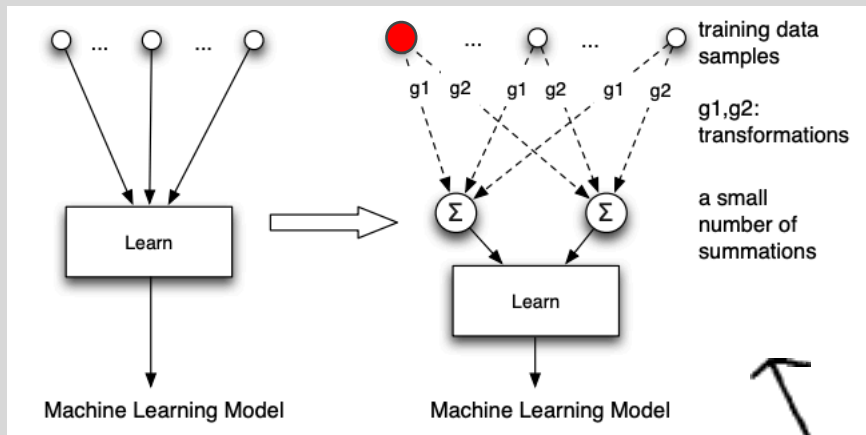 ... ...
... ...
training data
samples
g1 g2 g1 g2 g1 g2
g1,g2:
transformations
Σ Σ
a small
number of
summations
Learn
Learn
Machine Learning Model
Machine Learning Model